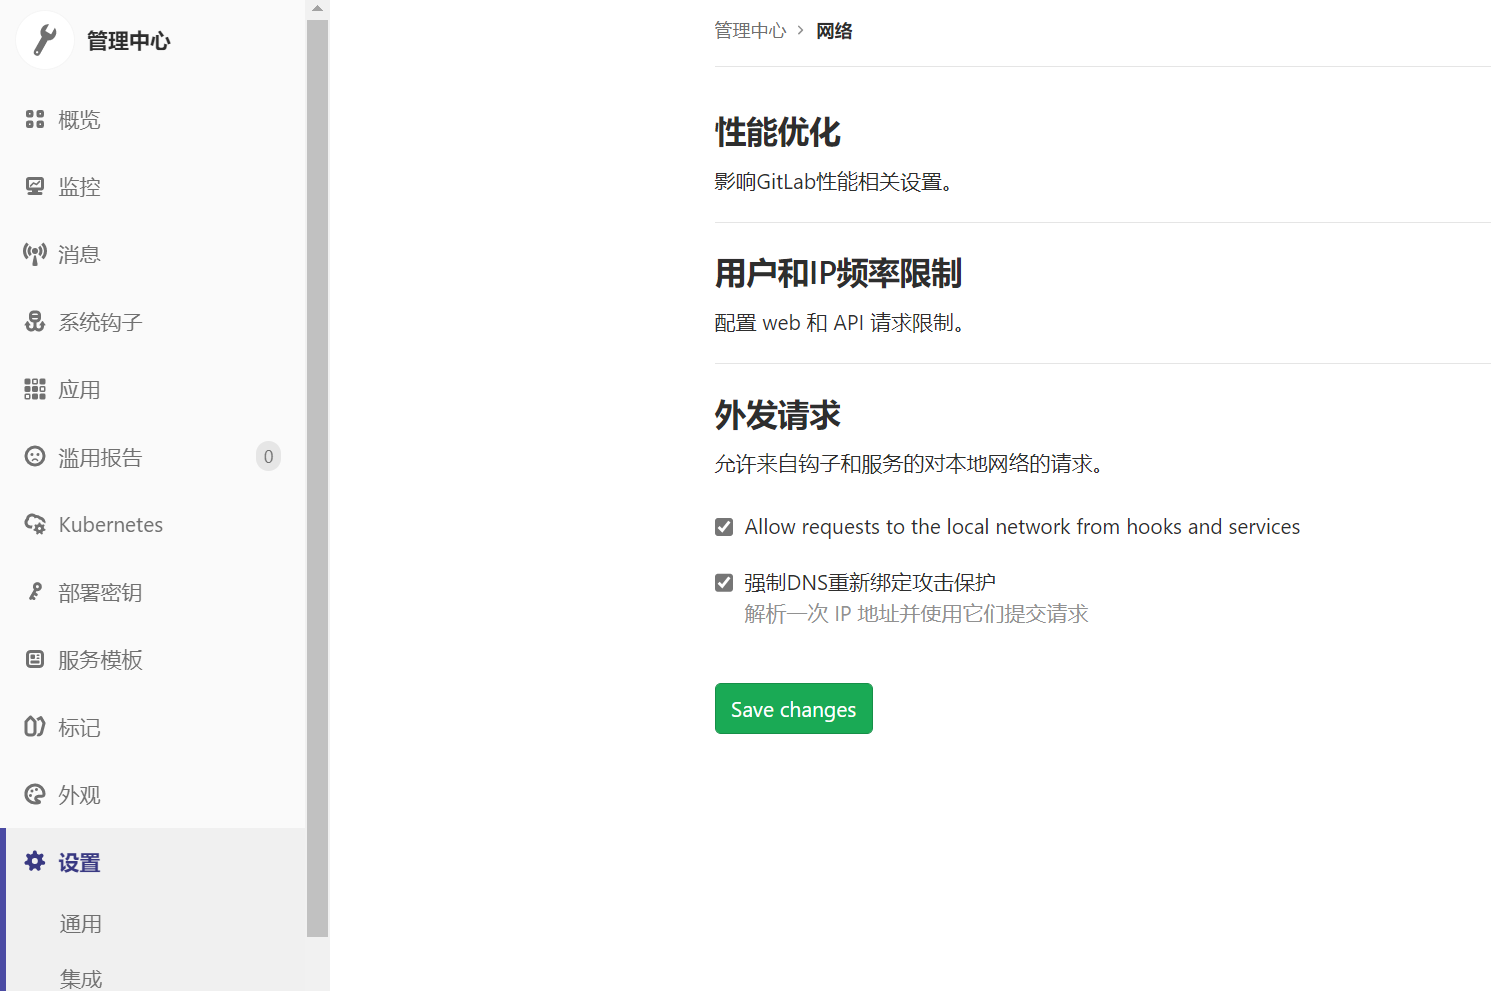 管理中心
概览
监控
消息
系统钩子
应用
滥用报告 0
Kubernetes
部署密钥
服务模板
标记
外观
设置
通用
集成
管理中心 › 网络
性能优化
影响GitLab性能相关设置。
用户和IP频率限制
配置 web 和 API 请求限制。
外发请求
允许来自钩子和服务的对本地网络的请求。
Allow requests to the local network from hooks and services
强制DNS重新绑定攻击保护
解析一次 IP 地址并使用它们提交请求
Save changes